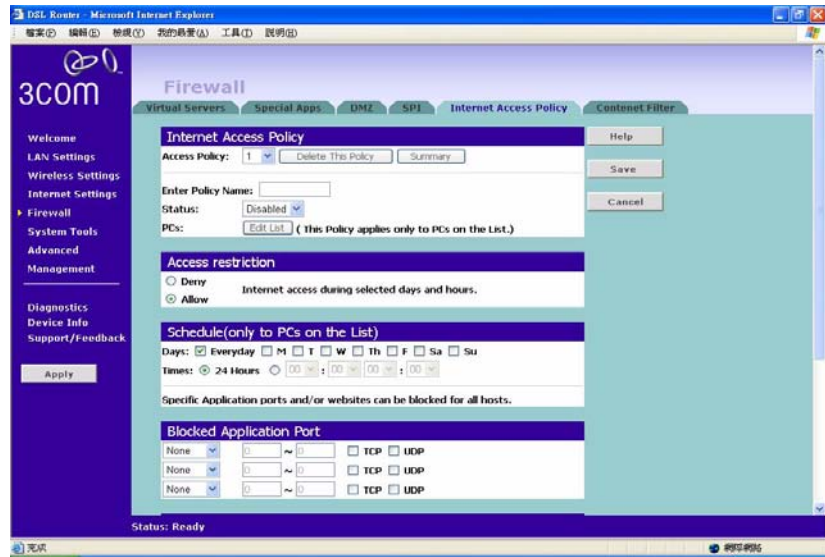 DSL Router - Microsoft Internet Explorer
檔案(F) 編輯(E) 檢視(V) 我的最愛(A) 工具(T) 說明(H)
3COM
Firewall
Virtual Servers Special Apps DMZ SPI Internet Access Policy Contenet Filter
Welcome
LAN Settings
Wireless Settings
Internet Settings
Firewall
System Tools
Advanced
Management
Diagnostics
Device Info
Support/Feedback
Apply
Internet Access Policy
Access Policy: 1 Delete This Policy Summary
Enter Policy Name:
Status: Disabled
PCs: Edit List ( This Policy applies only to PCs on the List.)
Access restriction
Deny
Internet access during selected days and hours.
Allow
Schedule(only to PCs on the List)
Days: Everyday M T W Th F Sa Su
Times: 24 Hours 00 : 00 00 : 00
Specific Application ports and/or websites can be blocked for all hosts.
Blocked Application Port
None 0 ~ 0 TCP UDP
None 0 ~ 0 TCP UDP
None 0 ~ 0 TCP UDP
Help
Save
Cancel
Status: Ready
完成 網際網路